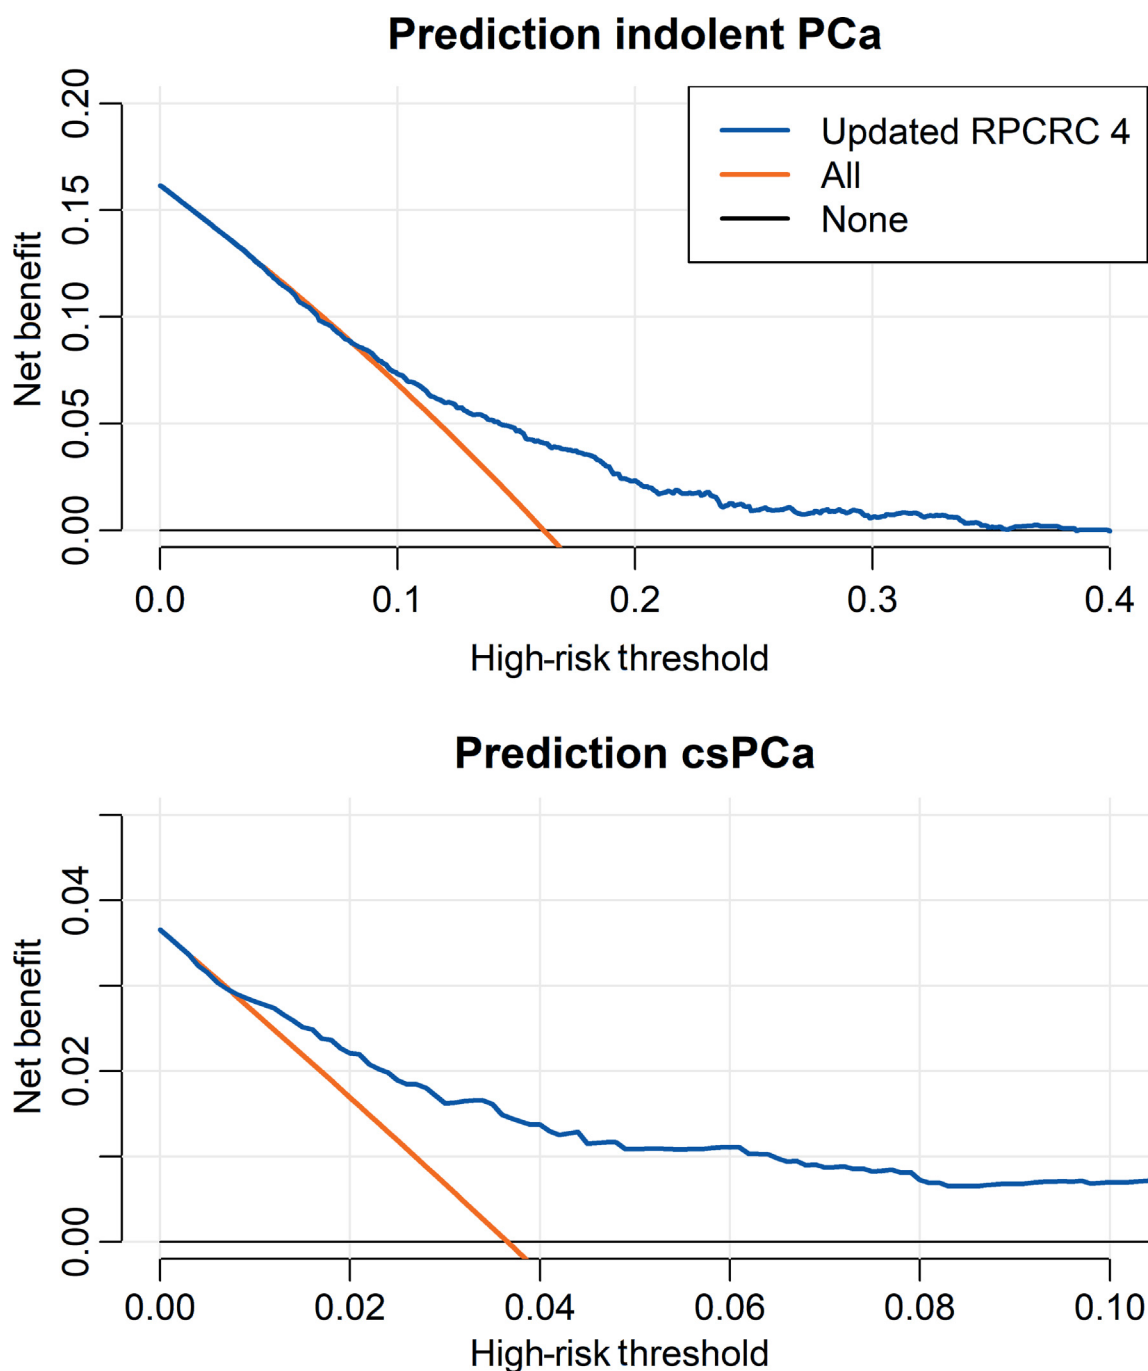 Prediction indolent PCa
Updated RPCRC 4
All
None
Net benefit
0.20
0.15
0.10
0.05
0.00
0.0 0.1 0.2 0.3 0.4
High-risk threshold
Prediction csPCa
Net benefit
0.04
0.02
0.00
0.00 0.02 0.04 0.06 0.08 0.10
High-risk threshold